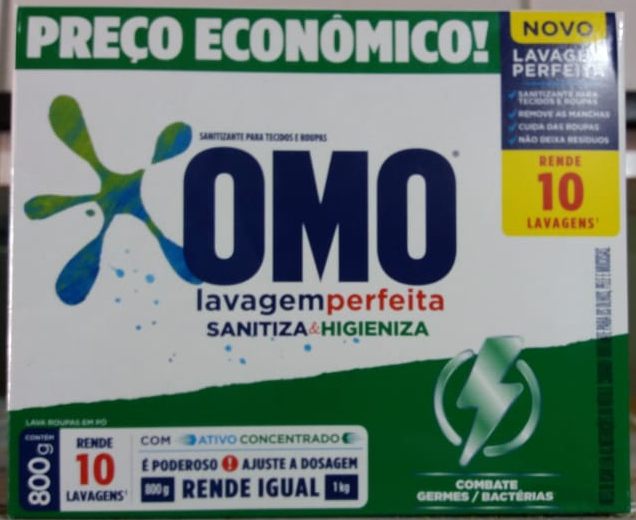 PREÇO ECONÔMICO!
NOVO
LAVAGEM
PERFEITA
SANITIZANTE PARA
TECIDOS E ROUPAS
REMOVE AS MANCHAS
CUIDA DAS ROUPAS
NÃO DEIXA RESÍDUOS
RENDE
10
LAVAGENS¹
SANITIZANTE PARA TECIDOS E ROUPAS
OMO®
lavagemperfeita
SANITIZA&HIGIENIZA
LAVA ROUPAS EM PÓ
CONTÉM
800g
RENDE
10
LAVAGENS¹
COM ATIVO CONCENTRADO
É PODEROSO ! AJUSTE A DOSAGEM
800g RENDE IGUAL 1kg
COMBATE
GERMES / BACTÉRIAS